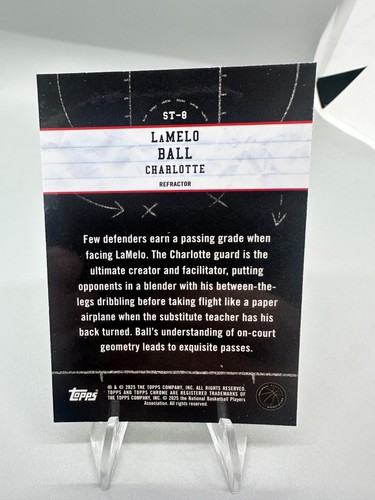 ST-8
LaMELO
BALL
CHARLOTTE
REFRACTOR
Few defenders earn a passing grade when
facing LaMelo. The Charlotte guard is the
ultimate creator and facilitator, putting
opponents in a blender with his between-the-
legs dribbling before taking flight like a paper
airplane when the substitute teacher has his
back turned. Ball's understanding of on-court
geometry leads to exquisite passes.
Topps
® & © 2025 THE TOPPS COMPANY, INC. ALL RIGHTS RESERVED.
TOPPS AND TOPPS CHROME ARE REGISTERED TRADEMARKS OF
THE TOPPS COMPANY, INC. © 2025 the National Basketball Players
Association. All rights reserved.